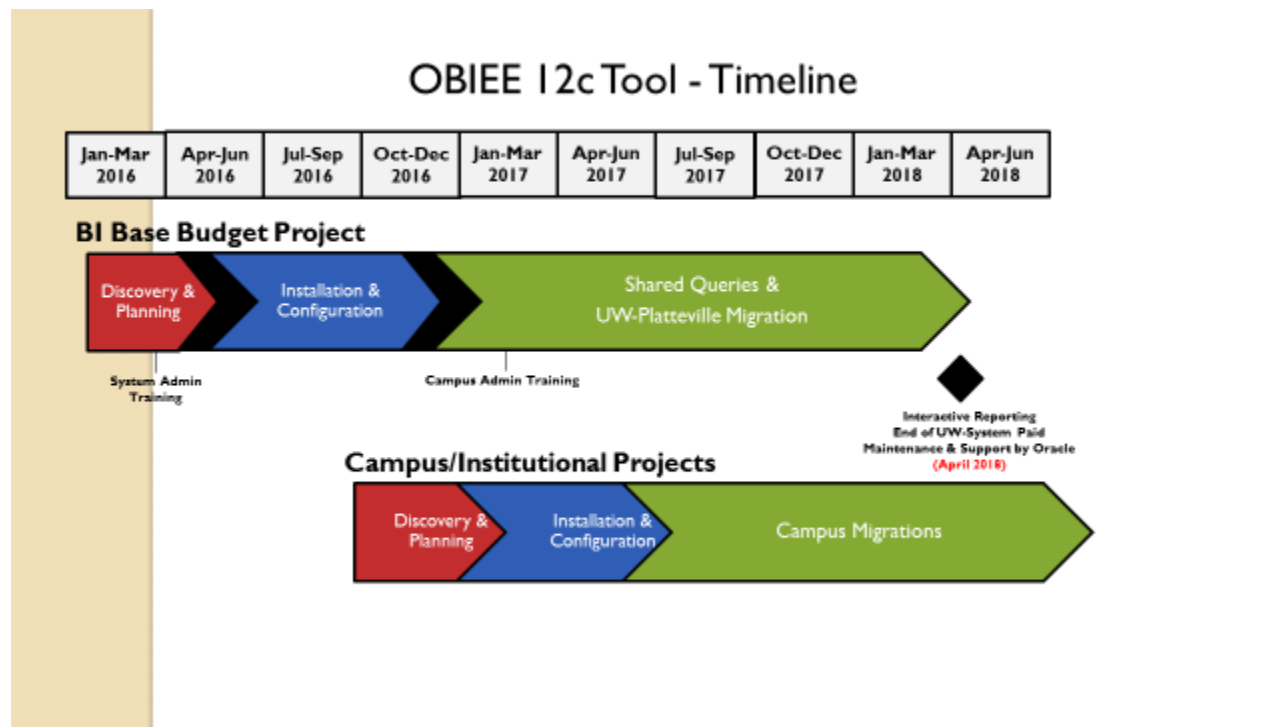 OBIEE 12c Tool - Timeline
Jan-Mar
2016
Apr-Jun
2016
Jul-Sep
2016
Oct-Dec
2016
Jan-Mar
2017
Apr-Jun
2017
Jul-Sep
2017
Oct-Dec
2017
Jan-Mar
2018
Apr-Jun
2018
BI Base Budget Project
Discovery &
Planning
Installation &
Configuration
Shared Queries &
UW-Platteville Migration
System Admin
Training
Campus Admin Training
Interactive Reporting
End of UW-System Paid
Maintenance & Support by Oracle
(April 2018)
Campus/Institutional Projects
Discovery &
Planning
Installation &
Configuration
Campus Migrations